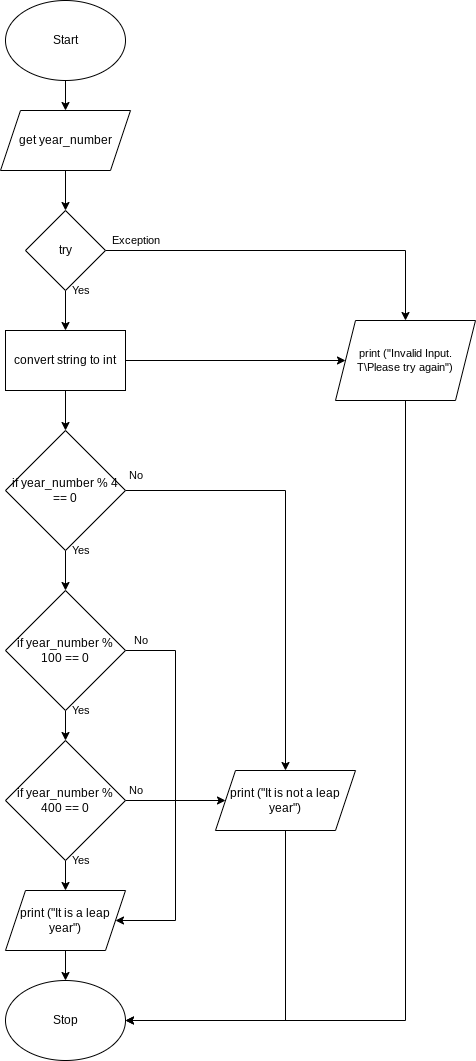 Start
get year_number
try
Exception
Yes
convert string to int
print ("Invalid Input.
T\Please try again")
if year_number % 4
== 0
No
Yes
if year_number %
100 == 0
No
Yes
if year_number %
400 == 0
No
print ("It is not a leap
year")
Yes
print ("It is a leap
year")
Stop